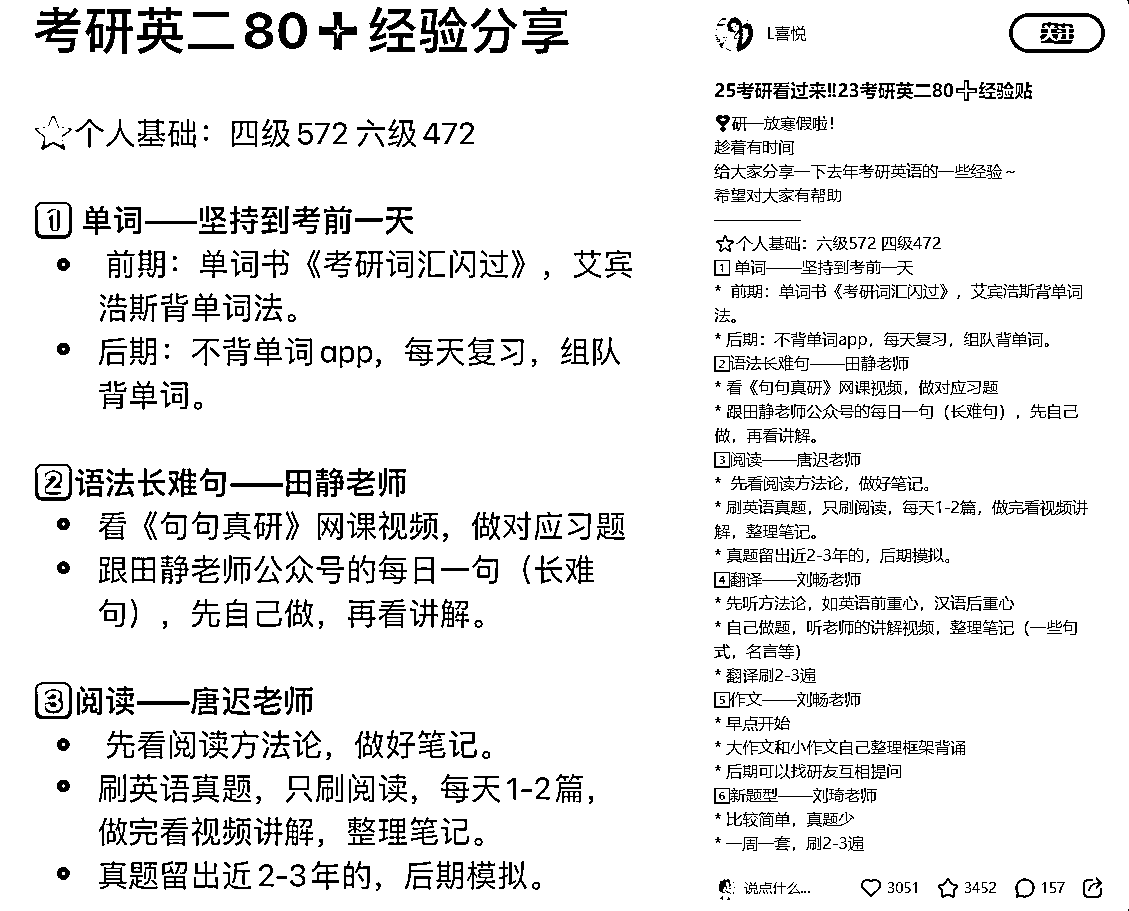 考研英二80+经验分享
☆个人基础：四级572 六级472
1 单词——坚持到考前一天
• 前期：单词书《考研词汇闪过》，艾宾
浩斯背单词法。
• 后期：不背单词app，每天复习，组队
背单词。
2语法长难句——田静老师
• 看《句句真研》网课视频，做对应习题
• 跟田静老师公众号的每日一句（长难
句），先自己做，再看讲解。
3阅读——唐迟老师
• 先看阅读方法论，做好笔记。
• 刷英语真题，只刷阅读，每天1-2篇，
做完看视频讲解，整理笔记。
• 真题留出近2-3年的，后期模拟。
L喜悦
关注
25考研看过来‼23考研英二80➕经验贴
研一放寒假啦！
趁着有时间
给大家分享一下去年考研英语的一些经验～
希望对大家有帮助
——————
☆个人基础：六级572 四级472
1 单词——坚持到考前一天
* 前期：单词书《考研词汇闪过》，艾宾浩斯背单词
法。
* 后期：不背单词app，每天复习，组队背单词。
2语法长难句——田静老师
* 看《句句真研》网课视频，做对应习题
* 跟田静老师公众号的每日一句（长难句），先自己
做，再看讲解。
3阅读——唐迟老师
* 先看阅读方法论，做好笔记。
* 刷英语真题，只刷阅读，每天1-2篇，做完看视频讲
解，整理笔记。
* 真题留出近2-3年的，后期模拟。
4翻译——刘畅老师
* 先听方法论，如英语前重心，汉语后重心
* 自己做题，听老师的讲解视频，整理笔记（一些句
式，名言等）
* 翻译刷2-3遍
5作文——刘畅老师
* 早点开始
* 大作文和小作文自己整理框架背诵
* 后期可以找研友互相提问
6新题型——刘琦老师
* 比较简单，真题少
* 一周一套，刷2-3遍
说点什么... 3051 3452 157